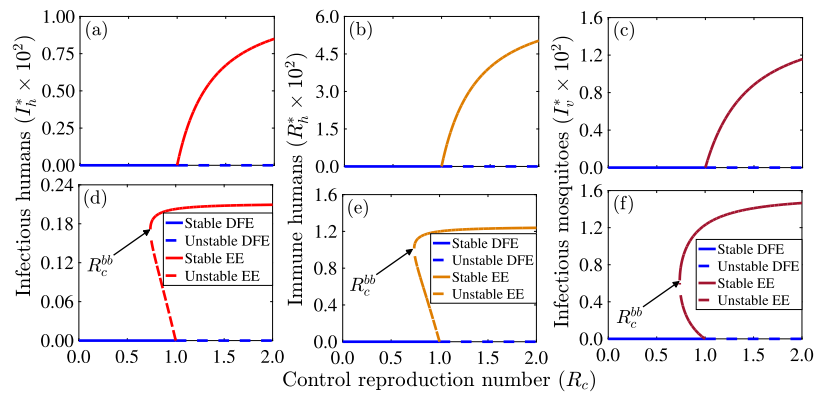 (a)
(b)
(c)
1.00
0.75
0.50
0.25
0.00
6.0
4.5
3.0
1.5
0.0
1.6
1.2
0.8
0.4
0.0
Infectious humans (I*h × 10²)
Immune humans (R*h × 10²)
Infectious mosquitoes (I*v × 10²)
(d)
0.24
0.18
0.12
0.06
0.00
Stable DFE
Unstable DFE
Stable EE
Unstable EE
R_c^bb
0.0 0.5 1.0 1.5 2.0
(e)
1.6
1.2
0.8
0.4
0.0
Stable DFE
Unstable DFE
Stable EE
Unstable EE
R_c^bb
0.0 0.5 1.0 1.5 2.0
(f)
1.6
1.2
0.8
0.4
0.0
Stable DFE
Unstable DFE
Stable EE
Unstable EE
R_c^bb
0.0 0.5 1.0 1.5 2.0
Control reproduction number (R_c)